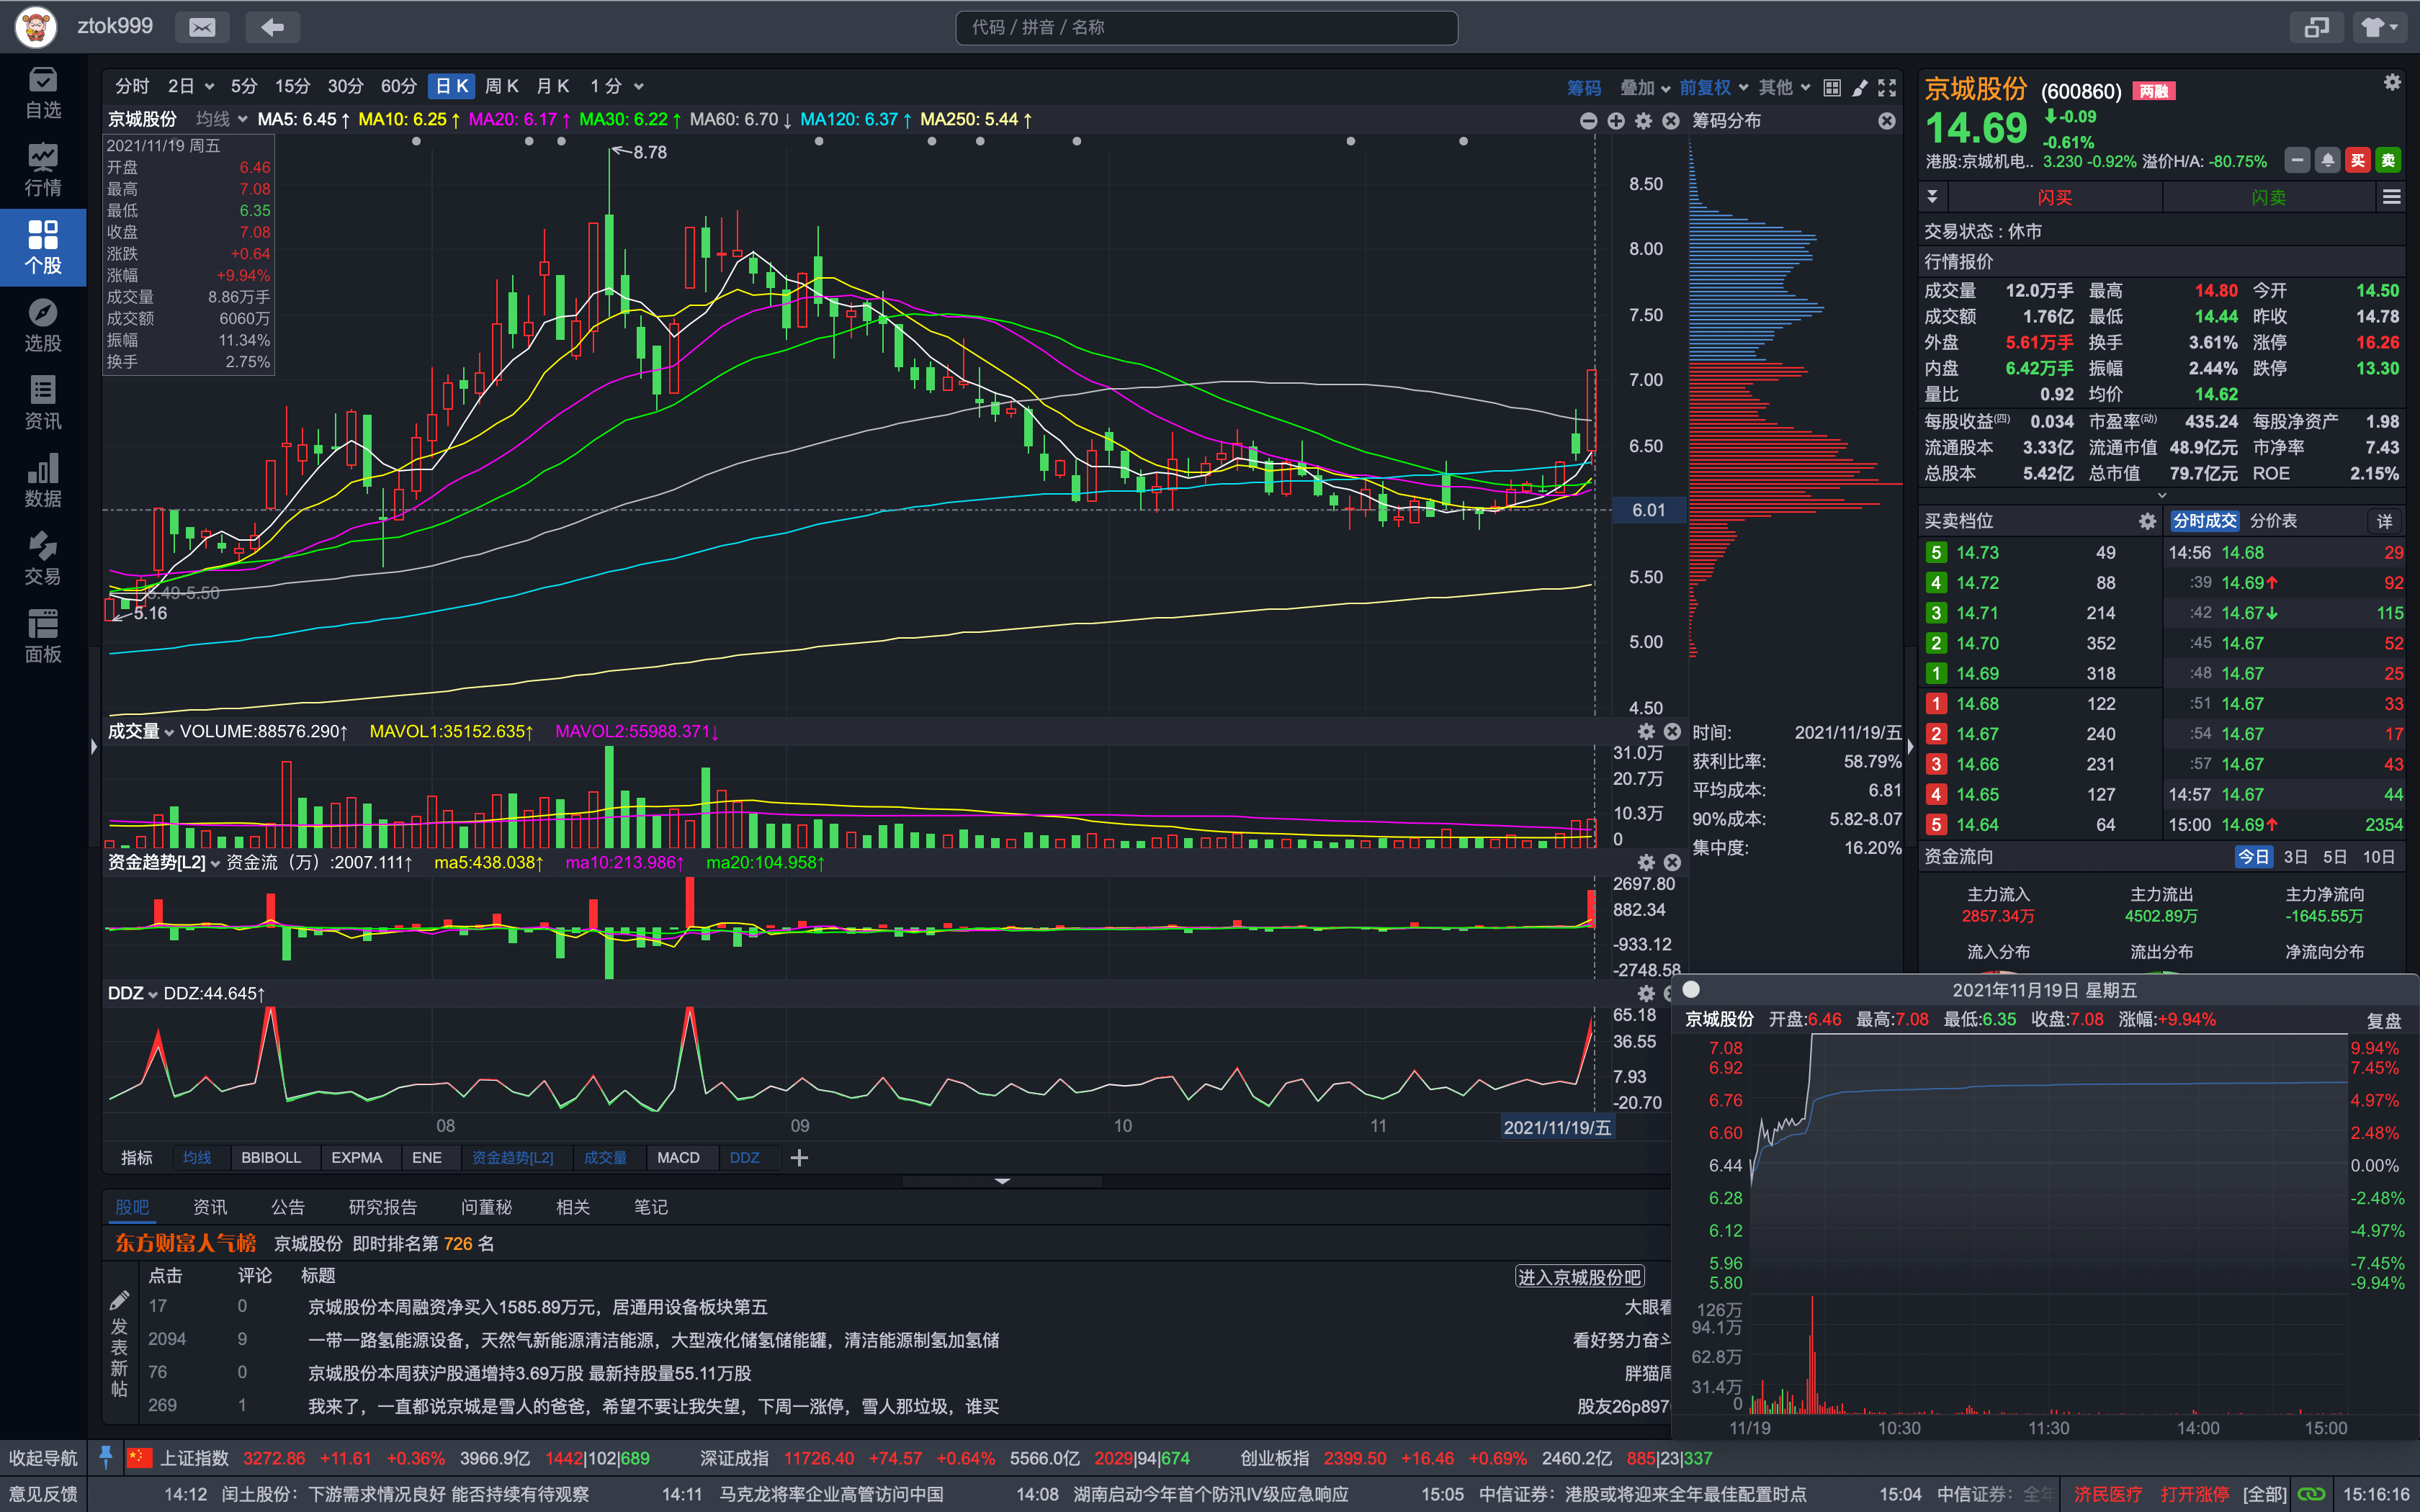 ztok999
代码 / 拼音 / 名称
自选
行情
个股
选股
资讯
数据
交易
面板
分时 2日 5分 15分 30分 60分 日K 周K 月K 1分 筹码 叠加 前复权 其他
京城股份 均线 MA5: 6.45↑ MA10: 6.25↑ MA20: 6.17↑ MA30: 6.22↑ MA60: 6.70↓ MA120: 6.37↑ MA250: 5.44↑
筹码分布
2021/11/19 周五
开盘 6.46
最高 7.08
最低 6.35
收盘 7.08
涨跌 +0.64
涨幅 +9.94%
成交量 8.86万手
成交额 6060万
振幅 11.34%
换手 2.75%
8.78
5.49-5.50
5.16
8.50
8.00
7.50
7.00
6.50
6.01
5.50
5.00
4.50
成交量 VOLUME:88576.290↑ MAVOL1:35152.635↑ MAVOL2:55988.371↓
31.0万
20.7万
10.3万
0
时间: 2021/11/19/五
获利比率: 58.79%
平均成本: 6.81
90%成本: 5.82-8.07
集中度: 16.20%
资金趋势[L2] 资金流（万）:2007.111↑ ma5:438.038↑ ma10:213.986↑ ma20:104.958↑
2697.80
882.34
-933.12
-2748.58
DDZ DDZ:44.645↑
65.18
36.55
7.93
-20.70
08 09 10 11 2021/11/19/五
指标 均线 BBIBOLL EXPMA ENE 资金趋势[L2] 成交量 MACD DDZ
股吧 资讯 公告 研究报告 问董秘 相关 笔记
东方财富人气榜 京城股份 即时排名第 726 名
点击 评论 标题 进入京城股份吧
17 0 京城股份本周融资净买入1585.89万元，居通用设备板块第五 大眼看
2094 9 一带一路氢能源设备，天然气新能源清洁能源，大型液化储氢储能罐，清洁能源制氢加氢储 看好努力奋斗
76 0 京城股份本周获沪股通增持3.69万股 最新持股量55.11万股 胖猫周
269 1 我来了，一直都说京城是雪人的爸爸，希望不要让我失望，下周一涨停，雪人那垃圾，谁买 股友26p897
发表新帖
京城股份 (600860) 两融
14.69 -0.09
-0.61%
港股:京城机电.. 3.230 -0.92% 溢价H/A: -80.75% 买 卖
闪买 闪卖
交易状态 : 休市
行情报价
成交量 12.0万手 最高 14.80 今开 14.50
成交额 1.76亿 最低 14.44 昨收 14.78
外盘 5.61万手 换手 3.61% 涨停 16.26
内盘 6.42万手 振幅 2.44% 跌停 13.30
量比 0.92 均价 14.62
每股收益(四) 0.034 市盈率(动) 435.24 每股净资产 1.98
流通股本 3.33亿 流通市值 48.9亿元 市净率 7.43
总股本 5.42亿 总市值 79.7亿元 ROE 2.15%
买卖档位 分时成交 分价表 详
5 14.73 49 14:56 14.68 29
4 14.72 88 :39 14.69↑ 92
3 14.71 214 :42 14.67↓ 115
2 14.70 352 :45 14.67 52
1 14.69 318 :48 14.67 25
1 14.68 122 :51 14.67 33
2 14.67 240 :54 14.67 17
3 14.66 231 :57 14.67 43
4 14.65 127 14:57 14.67 44
5 14.64 64 15:00 14.69↑ 2354
资金流向 今日 3日 5日 10日
主力流入 主力流出 主力净流向
2857.34万 4502.89万 -1645.55万
流入分布 流出分布 净流向分布
2021年11月19日 星期五
京城股份 开盘:6.46 最高:7.08 最低:6.35 收盘:7.08 涨幅:+9.94% 复盘
7.08 9.94%
6.92 7.45%
6.76 4.97%
6.60 2.48%
6.44 0.00%
6.28 -2.48%
6.12 -4.97%
5.96 -7.45%
5.80 -9.94%
126万
94.1万
62.8万
31.4万
0
11/19 10:30 11:30 14:00 15:00
收起导航 上证指数 3272.86 +11.61 +0.36% 3966.9亿 1442|102|689 深证成指 11726.40 +74.57 +0.64% 5566.0亿 2029|94|674 创业板指 2399.50 +16.46 +0.69% 2460.2亿 885|23|337
意见反馈 14:12 闰土股份：下游需求情况良好 能否持续有待观察 14:11 马克龙将率企业高管访问中国 14:08 湖南启动今年首个防汛IV级应急响应 15:05 中信证券：港股或将迎来全年最佳配置时点 15:04 中信证券：全年 济民医疗 打开涨停 [全部] 15:16:16